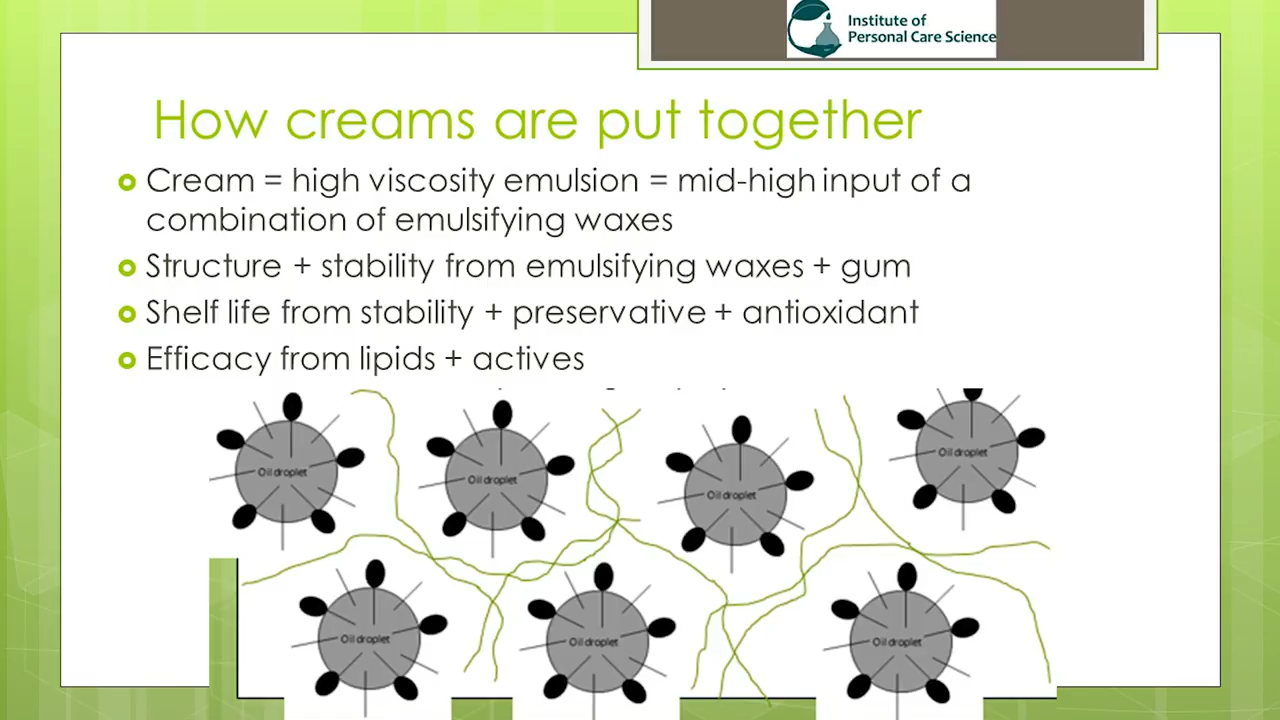 Institute of
Personal Care Science
How creams are put together
Cream = high viscosity emulsion = mid-high input of a
combination of emulsifying waxes
Structure + stability from emulsifying waxes + gum
Shelf life from stability + preservative + antioxidant
Efficacy from lipids + actives
Oil droplet
Oil droplet
Oil droplet
Oil droplet
Oil droplet
Oil droplet
Oil droplet